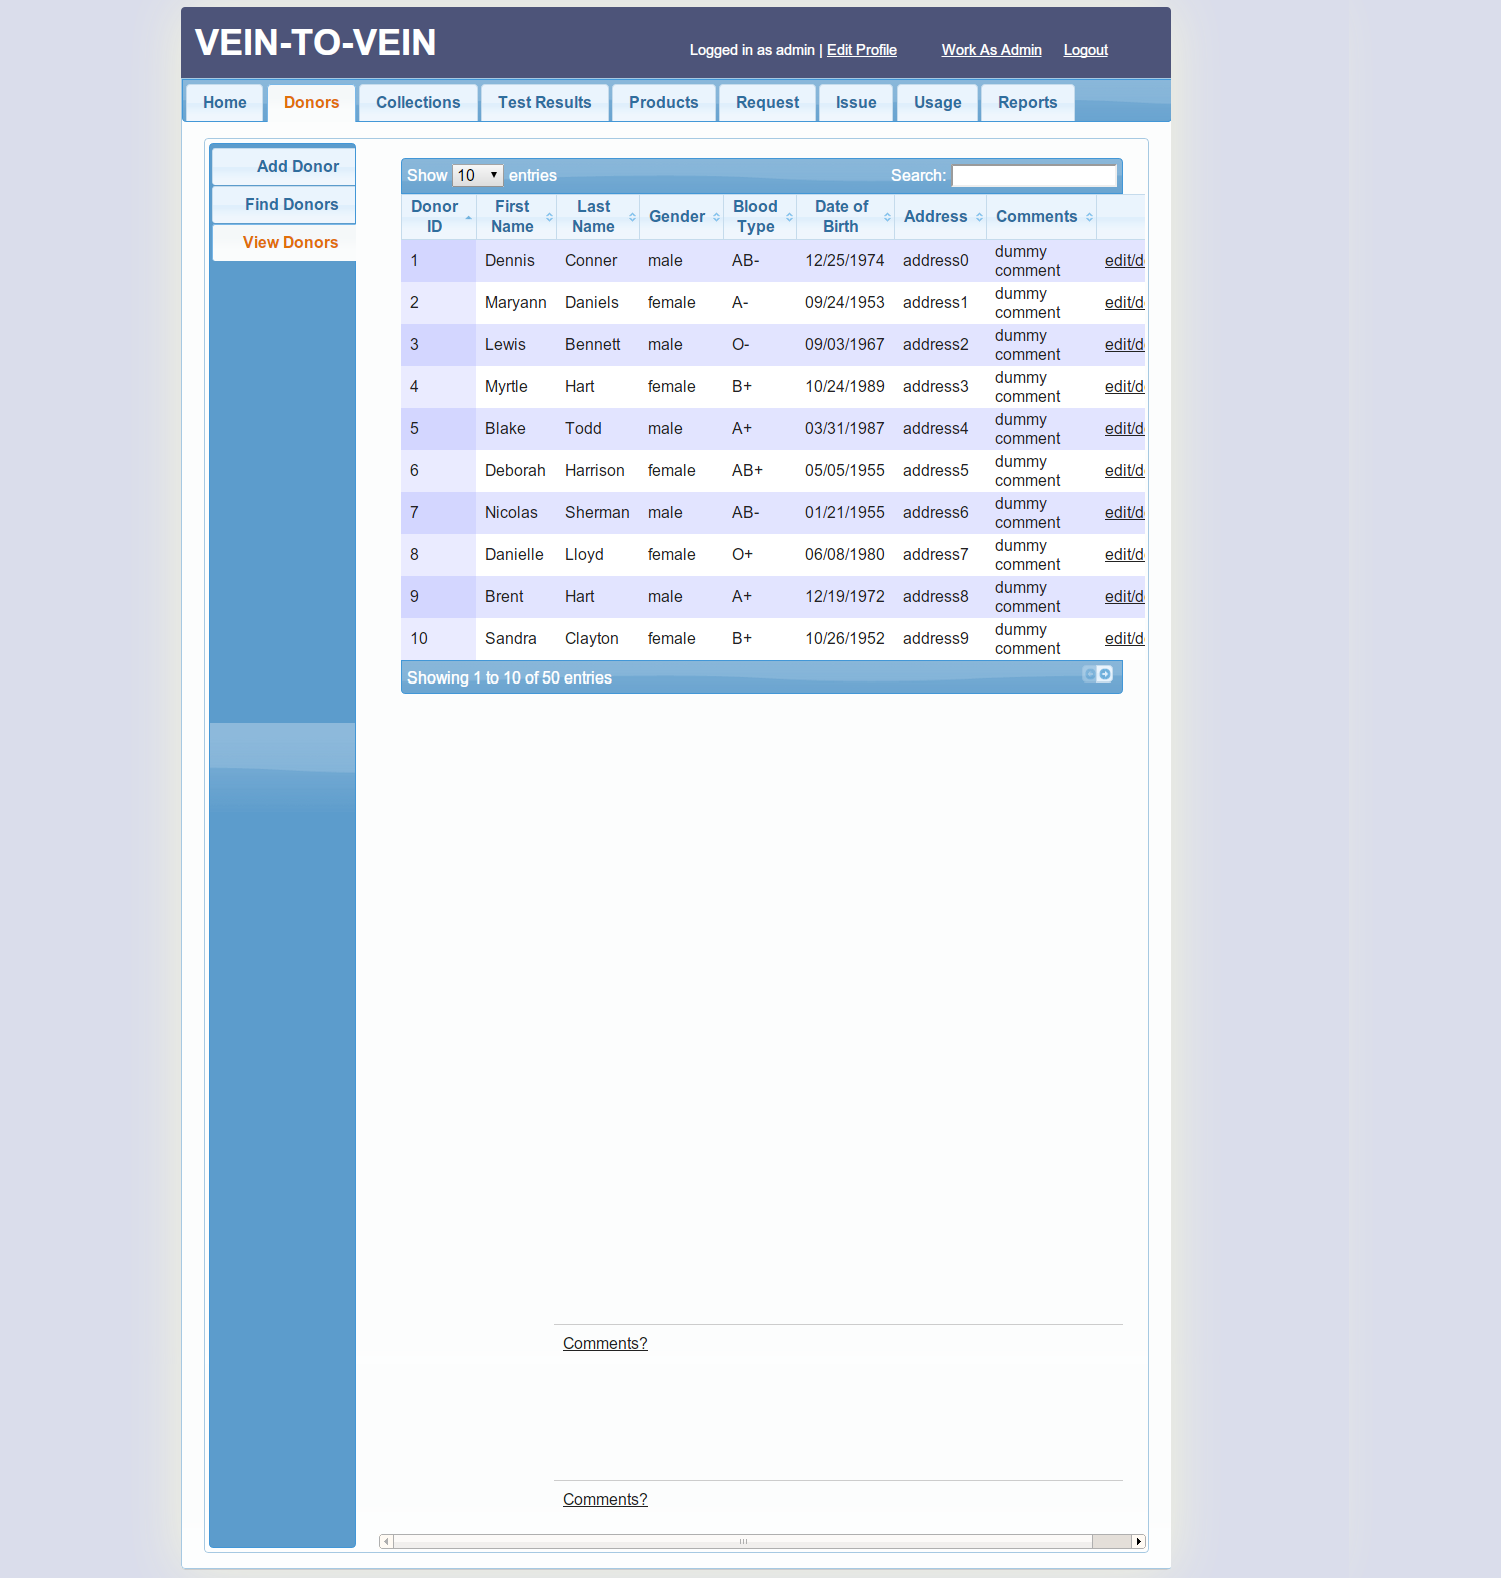 VEIN-TO-VEIN
Logged in as admin | Edit Profile Work As Admin Logout
Home Donors Collections Test Results Products Request Issue Usage Reports
Add Donor
Find Donors
View Donors
Show 10 entries Search:
Donor ID First Name Last Name Gender Blood Type Date of Birth Address Comments
1 Dennis Conner male AB- 12/25/1974 address0 dummy comment edit/d
2 Maryann Daniels female A- 09/24/1953 address1 dummy comment edit/d
3 Lewis Bennett male O- 09/03/1967 address2 dummy comment edit/d
4 Myrtle Hart female B+ 10/24/1989 address3 dummy comment edit/d
5 Blake Todd male A+ 03/31/1987 address4 dummy comment edit/d
6 Deborah Harrison female AB+ 05/05/1955 address5 dummy comment edit/d
7 Nicolas Sherman male AB- 01/21/1955 address6 dummy comment edit/d
8 Danielle Lloyd female O+ 06/08/1980 address7 dummy comment edit/d
9 Brent Hart male A+ 12/19/1972 address8 dummy comment edit/d
10 Sandra Clayton female B+ 10/26/1952 address9 dummy comment edit/d
Showing 1 to 10 of 50 entries
Comments?
Comments?